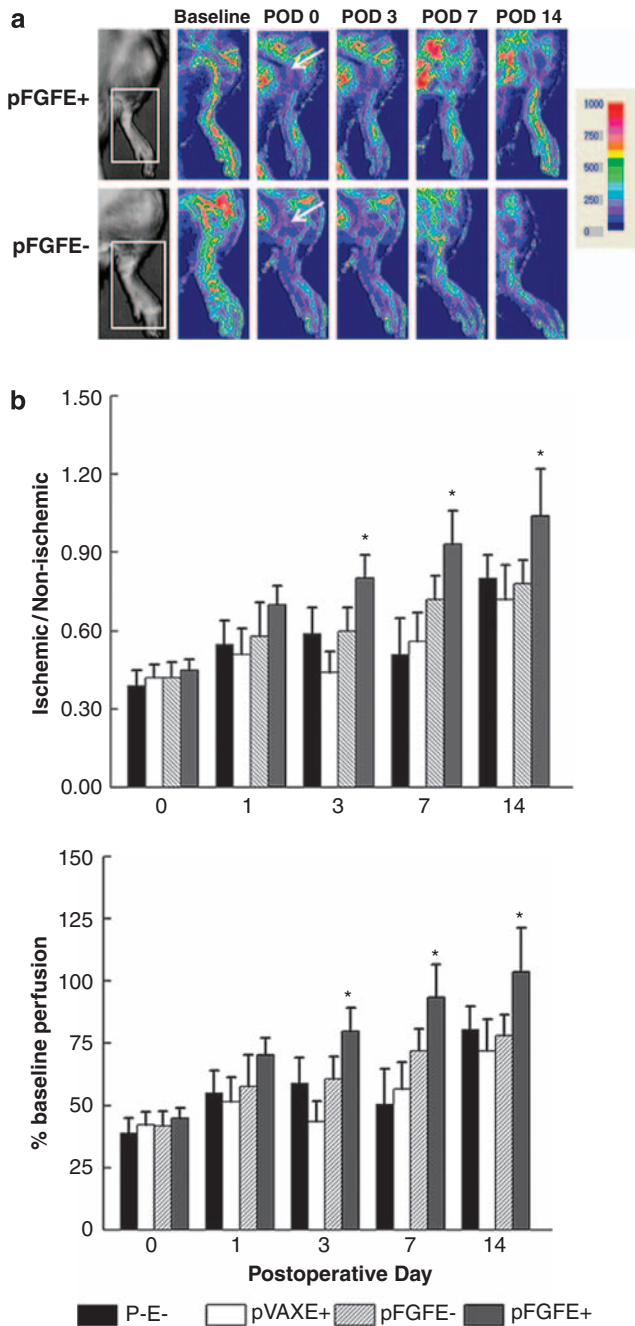 a
Baseline POD 0 POD 3 POD 7 POD 14
pFGFE+
pFGFE-
1000
750
500
250
0
b
Ischemic/Non-ischemic
1.50
1.20
0.90
0.60
0.30
0.00
* * *
0 1 3 7 14
% baseline perfusion
150
125
100
75
50
25
0
* * *
0 1 3 7 14
Postoperative Day
P-E- pVAXE+ pFGFE- pFGFE+